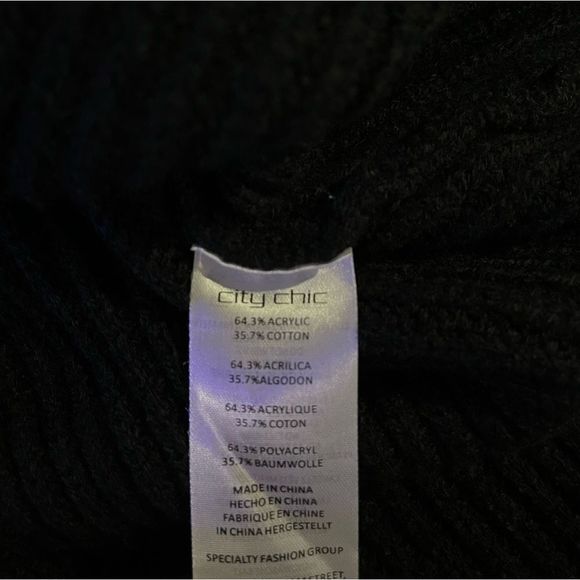 city chic
64.3% ACRYLIC
35.7% COTTON
64.3% ACRILICA
35.7%ALGODON
64.3% ACRYLIQUE
35.7% COTON
64.3% POLYACRYL
35.7% BAUMWOLLE
MADE IN CHINA
HECHO EN CHINA
FABRIQUE EN CHINE
IN CHINA HERGESTELLT
SPECIALTY FASHION GROUP